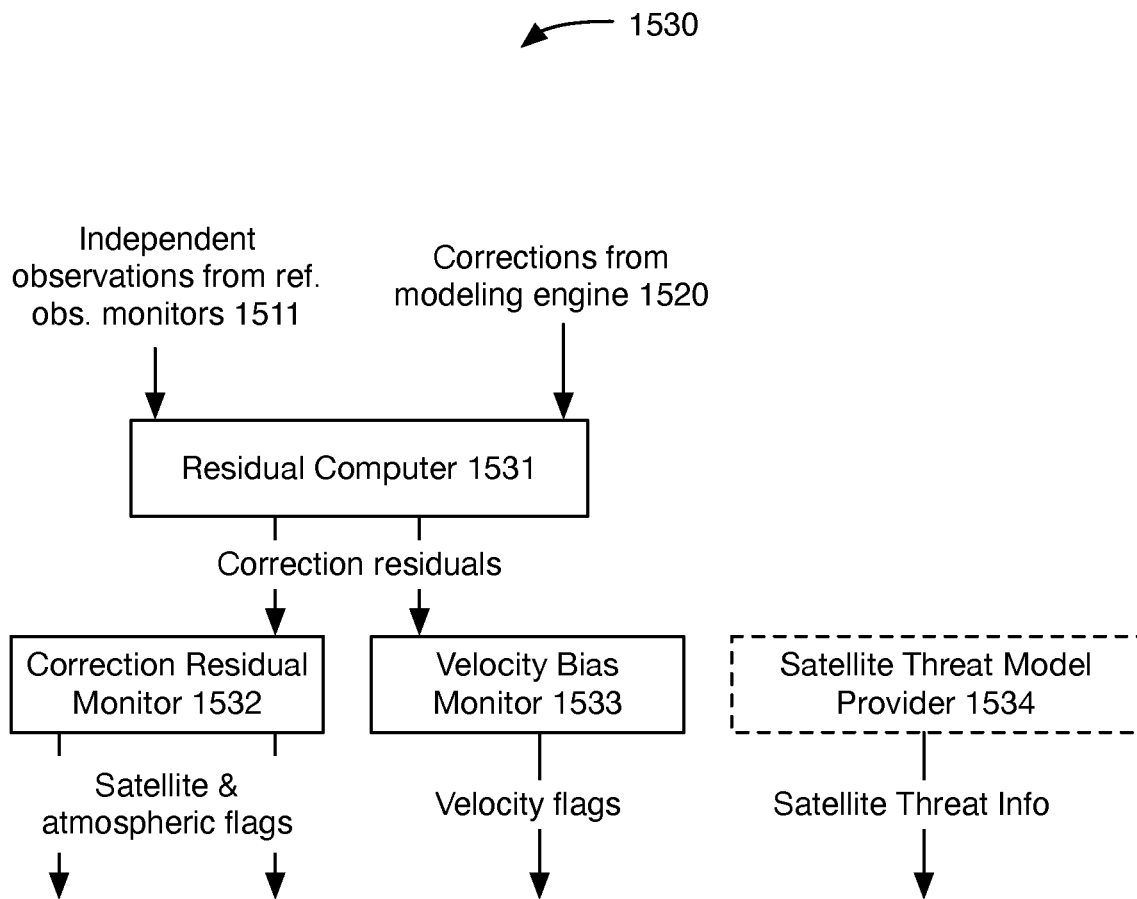 1530
Independent
observations from ref.
obs. monitors 1511
Corrections from
modeling engine 1520
Residual Computer 1531
Correction residuals
Correction Residual
Monitor 1532
Velocity Bias
Monitor 1533
Satellite Threat Model
Provider 1534
Satellite &
atmospheric flags
Velocity flags
Satellite Threat Info